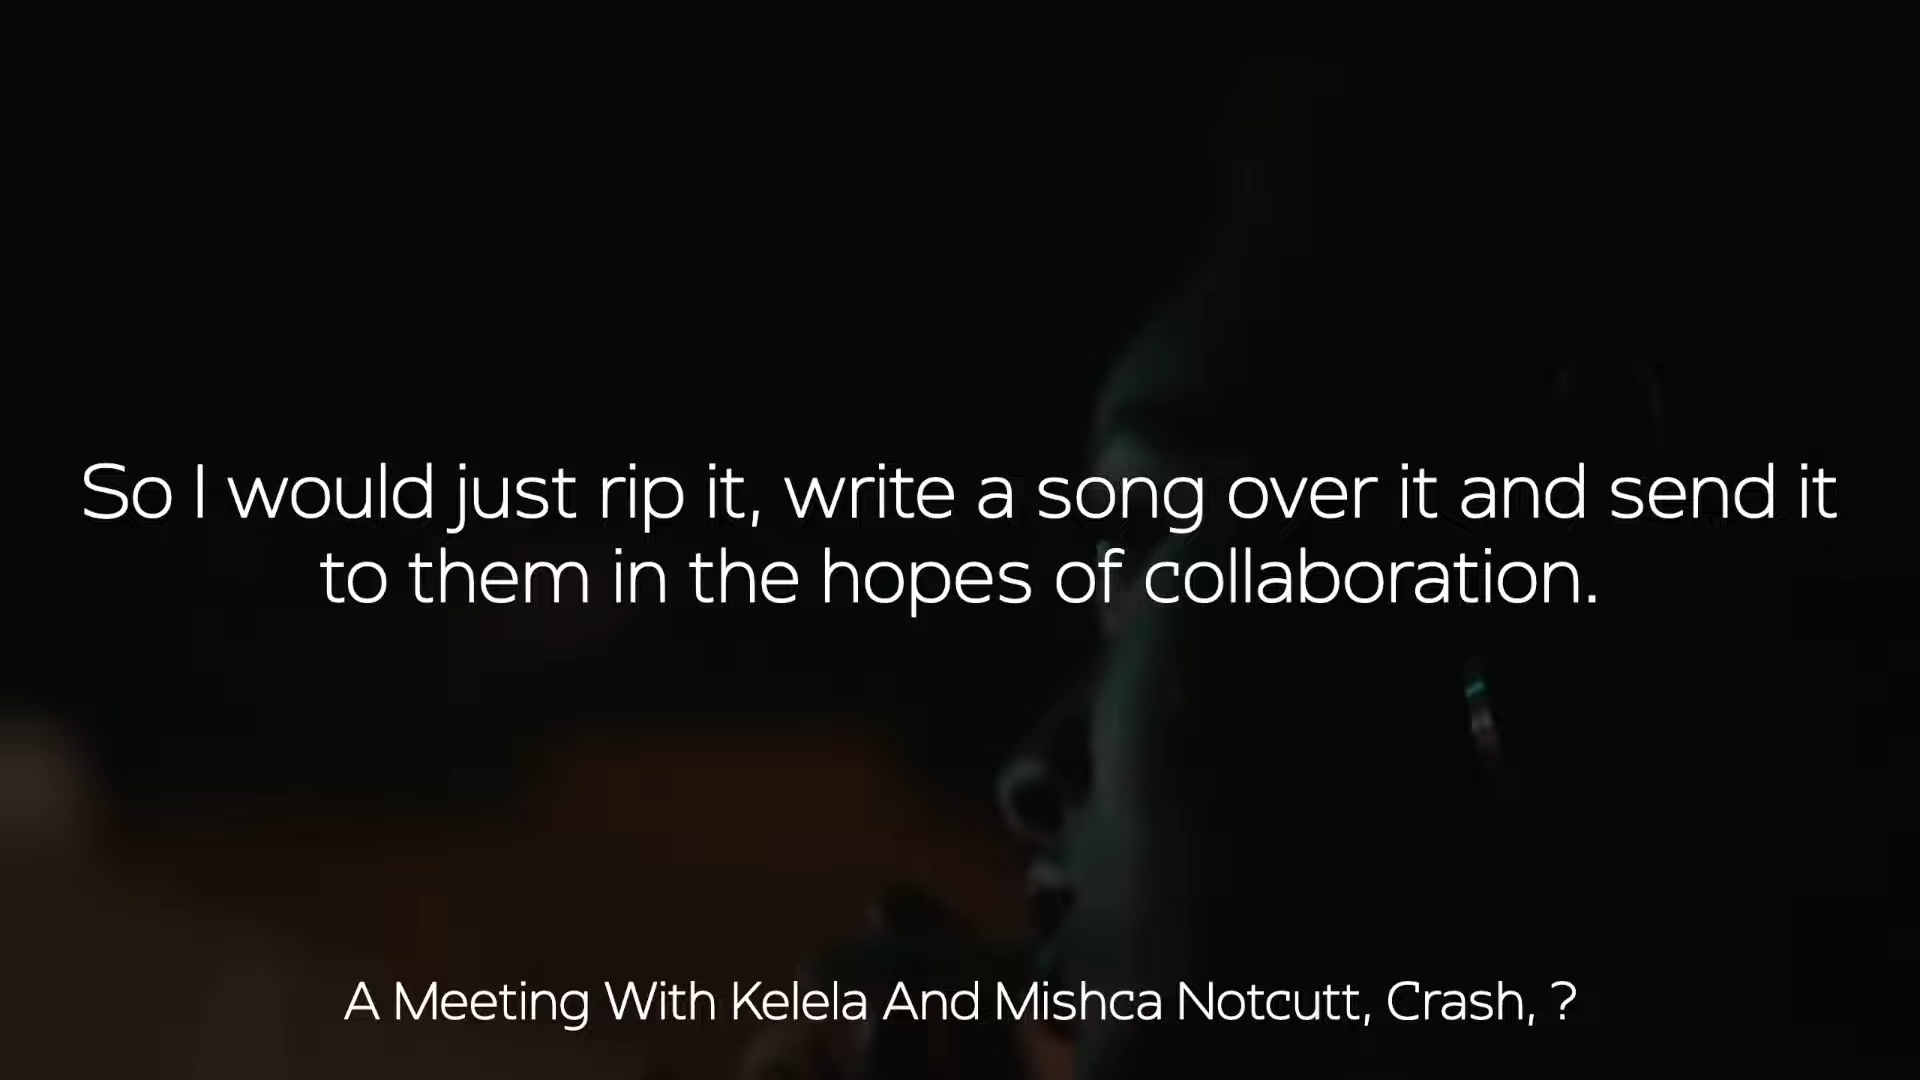 So I would just rip it, write a song over it and send it
to them in the hopes of collaboration.
A Meeting With Kelela And Mishca Notcutt, Crash, ?